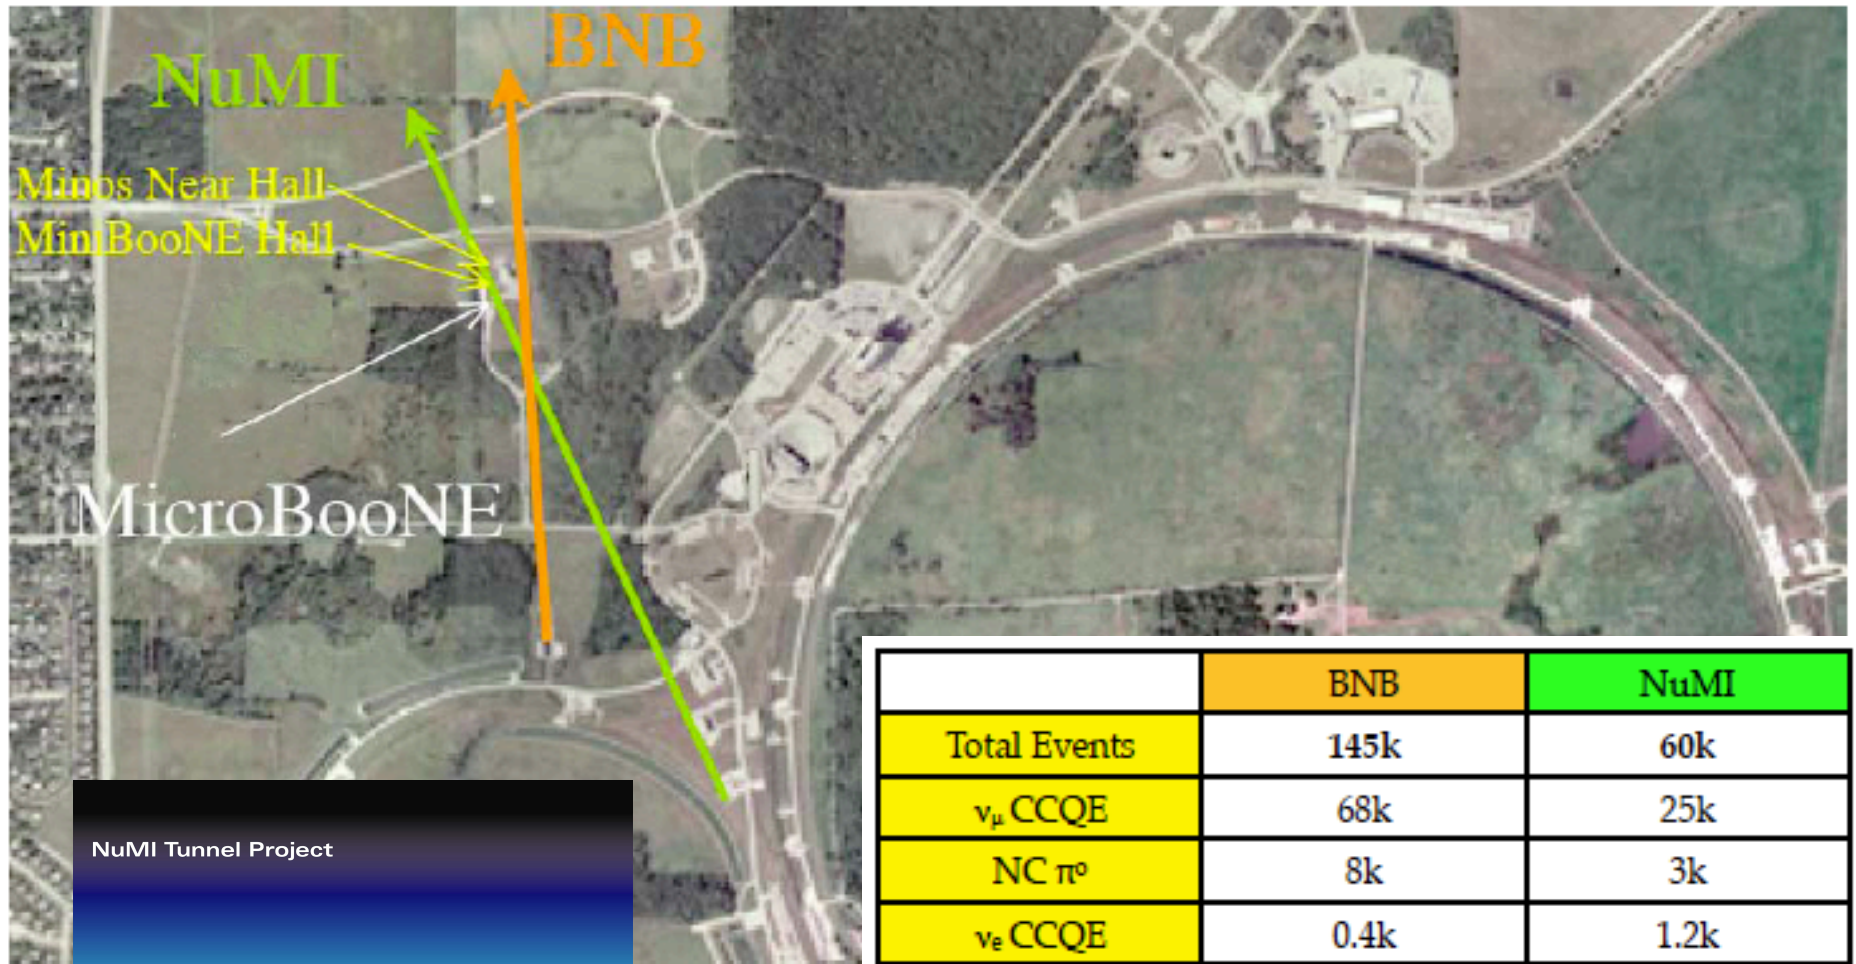 BNB
NuMI
Minos Near Hall
MiniBooNE Hall
MicroBooNE
NuMI Tunnel Project
BNB NuMI
Total Events 145k 60k
νμ CCQE 68k 25k
NC πº 8k 3k
νe CCQE 0.4k 1.2k